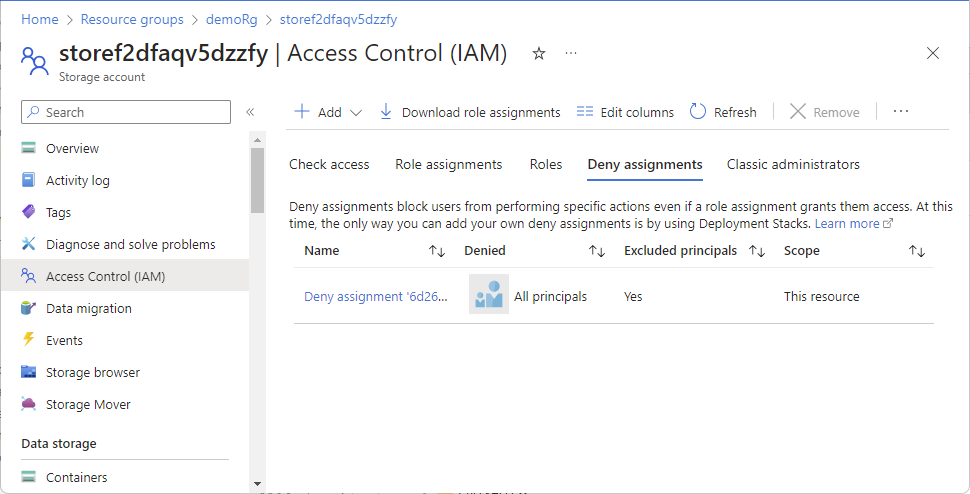 Home > Resource groups > demoRg > storef2dfaqv5dzzfy
storef2dfaqv5dzzfy | Access Control (IAM) ☆ ···
Storage account
Search «
+ Add Download role assignments Edit columns Refresh Remove ···
Overview
Activity log
Tags
Diagnose and solve problems
Access Control (IAM)
Data migration
Events
Storage browser
Storage Mover
Data storage
Containers
Check access Role assignments Roles Deny assignments Classic administrators
Deny assignments block users from performing specific actions even if a role assignment grants them access. At this
time, the only way you can add your own deny assignments is by using Deployment Stacks. Learn more
Name Denied Excluded principals Scope
Deny assignment '6d26... All principals Yes This resource